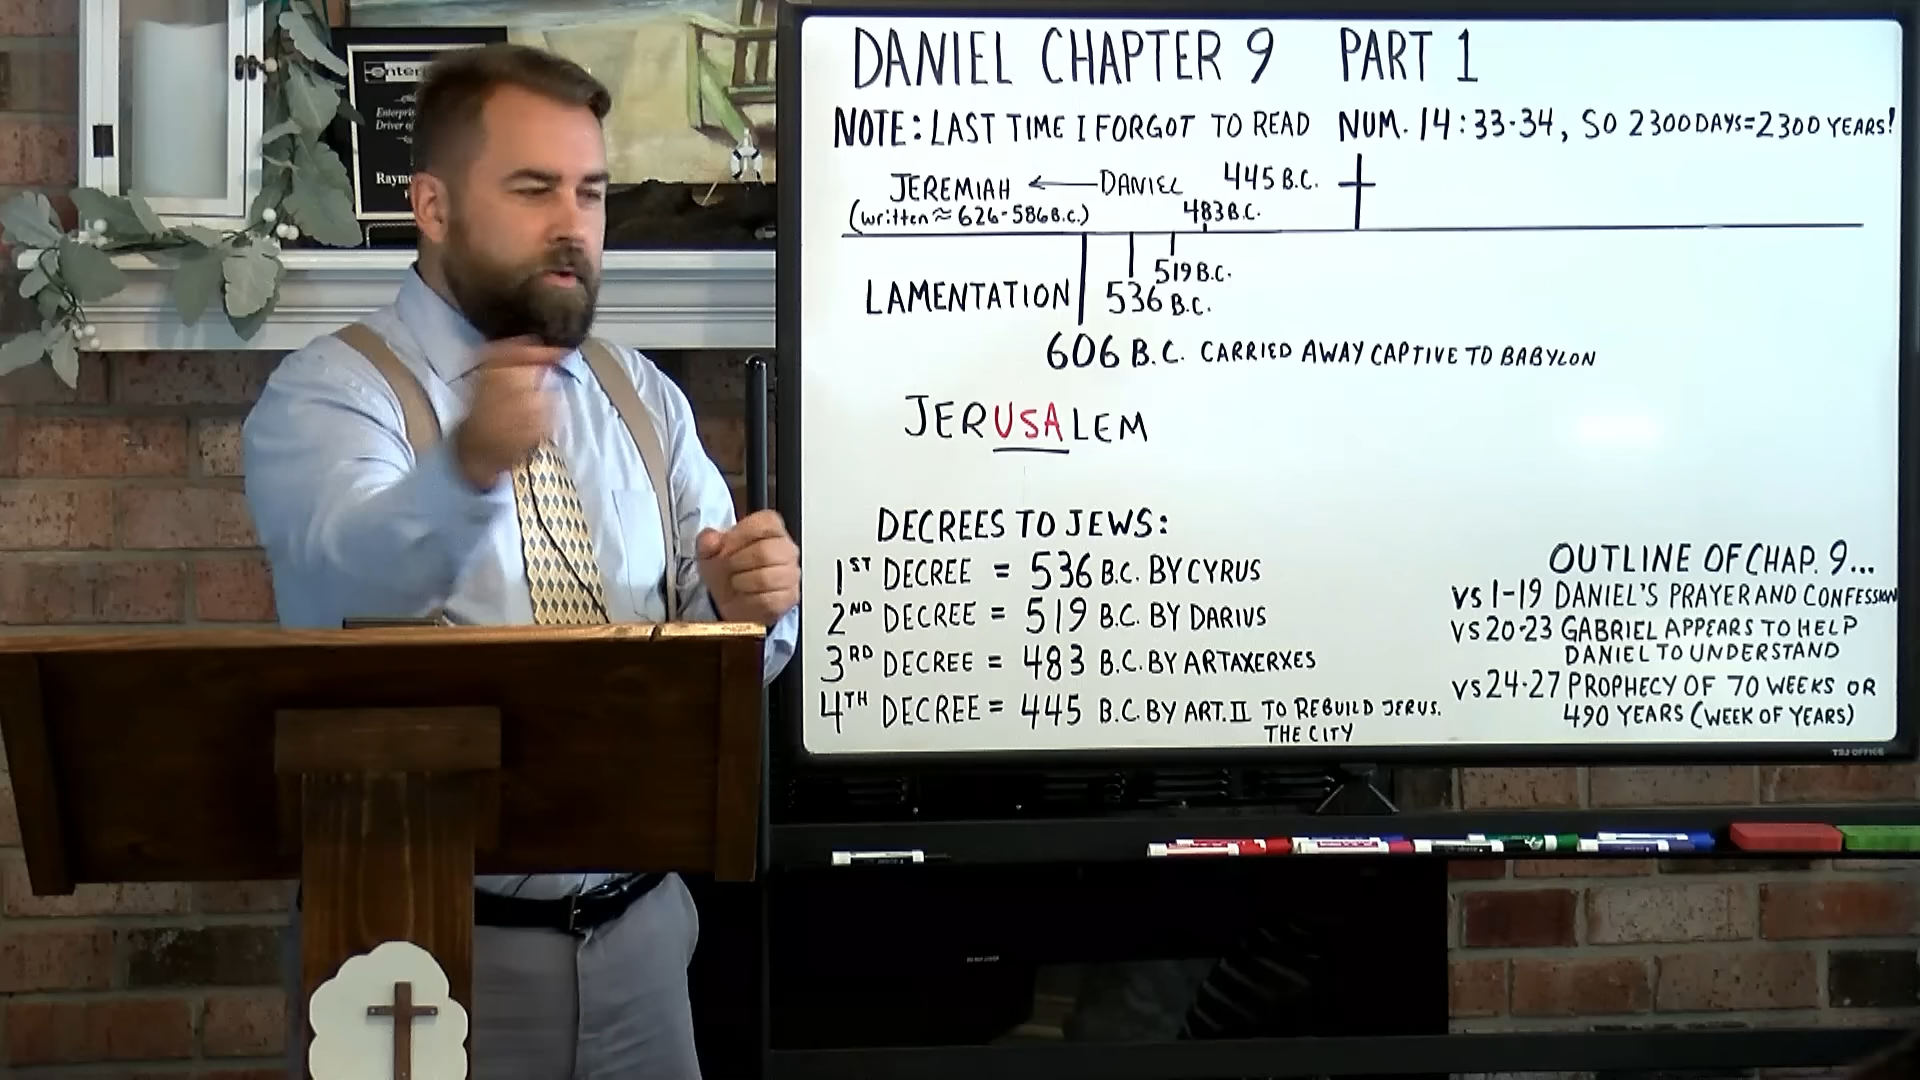 DANIEL CHAPTER 9 PART 1
NOTE: LAST TIME I FORGOT TO READ NUM. 14:33-34, SO 2300 DAYS=2300 YEARS!
JEREMIAH ← DANIEL 445 B.C.
(written ≈ 626-586 B.C.) 483 B.C.
519 B.C.
LAMENTATION 536 B.C.
606 B.C. CARRIED AWAY CAPTIVE TO BABYLON
JERUSALEM
DECREES TO JEWS:
1ST DECREE = 536 B.C. BY CYRUS
2ND DECREE = 519 B.C. BY DARIUS
3RD DECREE = 483 B.C. BY ARTAXERXES
4TH DECREE = 445 B.C. BY ART. II TO REBUILD JERUS.
THE CITY
OUTLINE OF CHAP. 9...
VS 1-19 DANIEL'S PRAYER AND CONFESSION
VS 20-23 GABRIEL APPEARS TO HELP
DANIEL TO UNDERSTAND
VS 24-27 PROPHECY OF 70 WEEKS OR
490 YEARS (WEEK OF YEARS)
TSJ OFFICE
Driver of